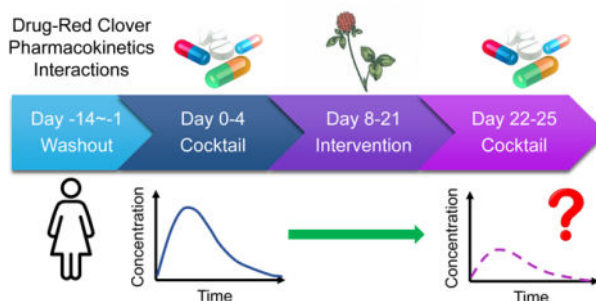 Drug-Red Clover
Pharmacokinetics
Interactions
Day -14~-1
Washout
Day 0-4
Cocktail
Day 8-21
Intervention
Day 22-25
Cocktail
Concentration
Time
Concentration
Time
?